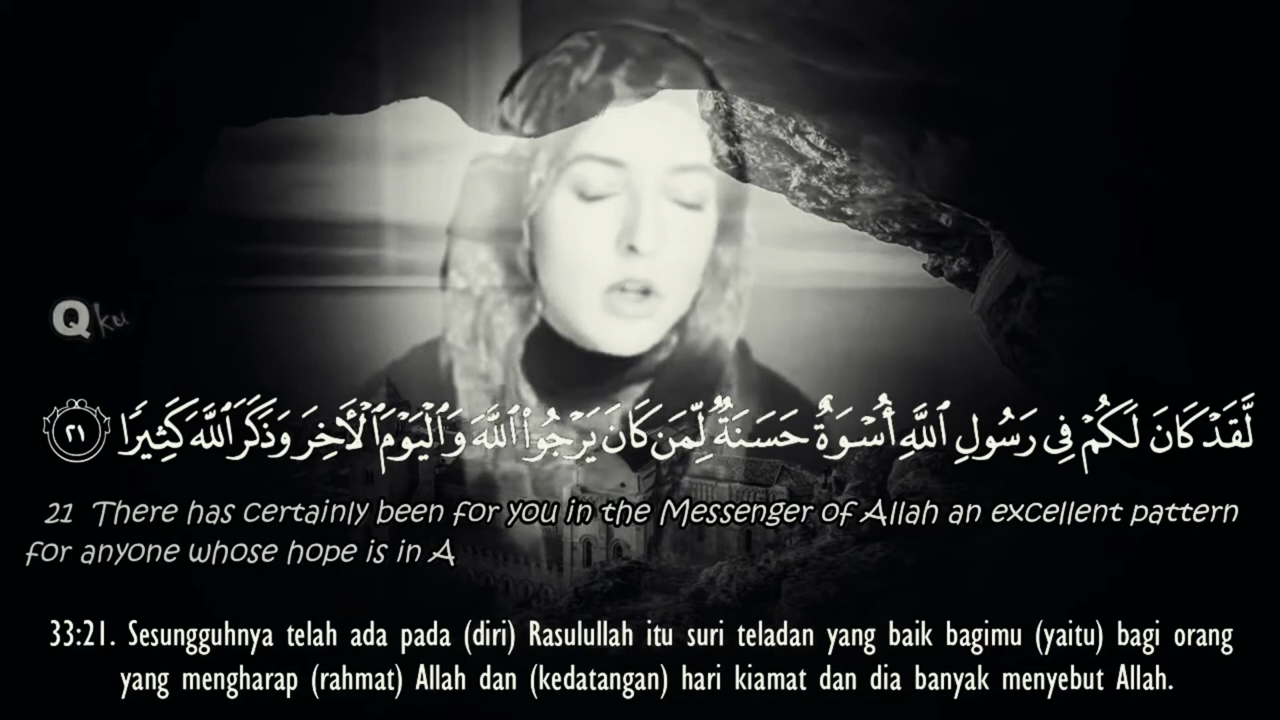 Qku
لَّقَدْ كَانَ لَكُمْ فِى رَسُولِ ٱللَّهِ أُسْوَةٌ حَسَنَةٌ لِّمَن كَانَ يَرْجُوا۟ ٱللَّهَ وَٱلْيَوْمَ ٱلْأَخِرَ وَذَكَرَ ٱللَّهَ كَثِيرًا ٢١
21 There has certainly been for you in the Messenger of Allah an excellent pattern
for anyone whose hope is in A
33:21. Sesungguhnya telah ada pada (diri) Rasulullah itu suri teladan yang baik bagimu (yaitu) bagi orang
yang mengharap (rahmat) Allah dan (kedatangan) hari kiamat dan dia banyak menyebut Allah.